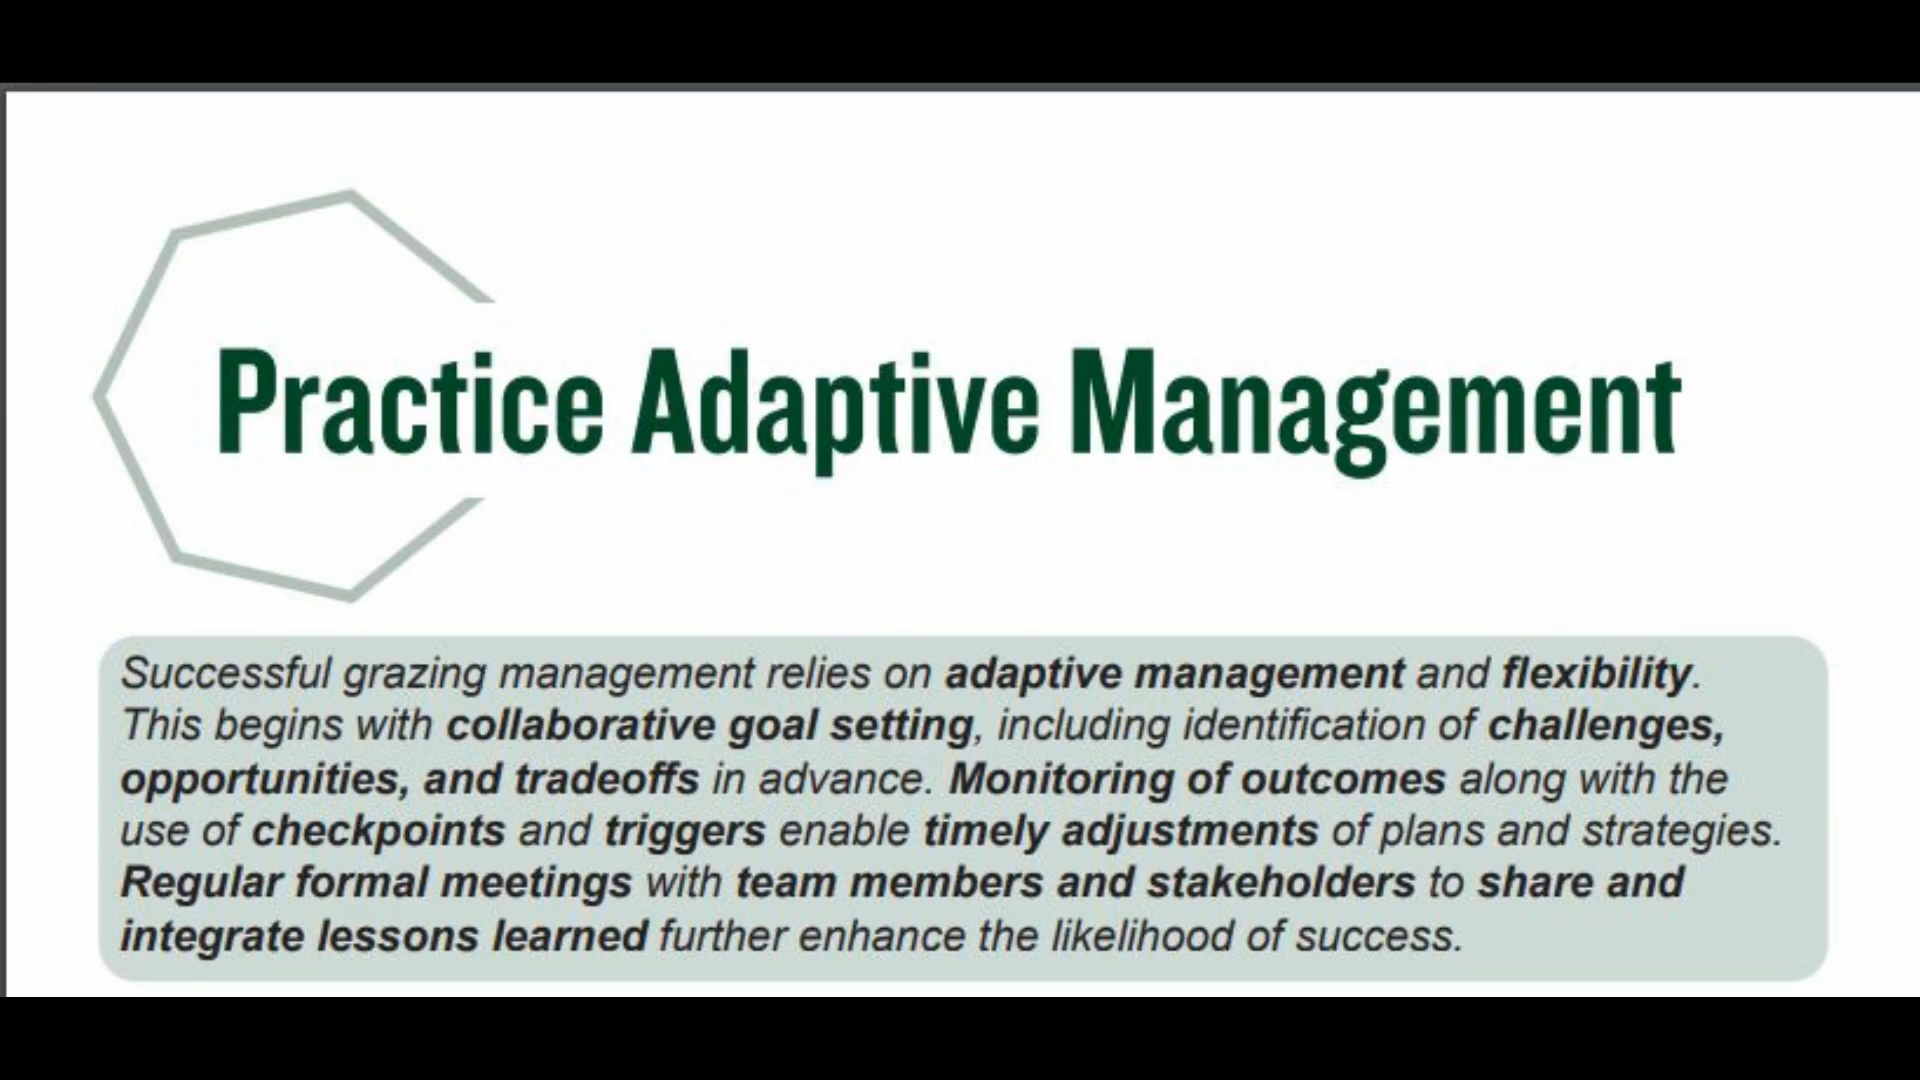 Practice Adaptive Management
Successful grazing management relies on adaptive management and flexibility.
This begins with collaborative goal setting, including identification of challenges,
opportunities, and tradeoffs in advance. Monitoring of outcomes along with the
use of checkpoints and triggers enable timely adjustments of plans and strategies.
Regular formal meetings with team members and stakeholders to share and
integrate lessons learned further enhance the likelihood of success.